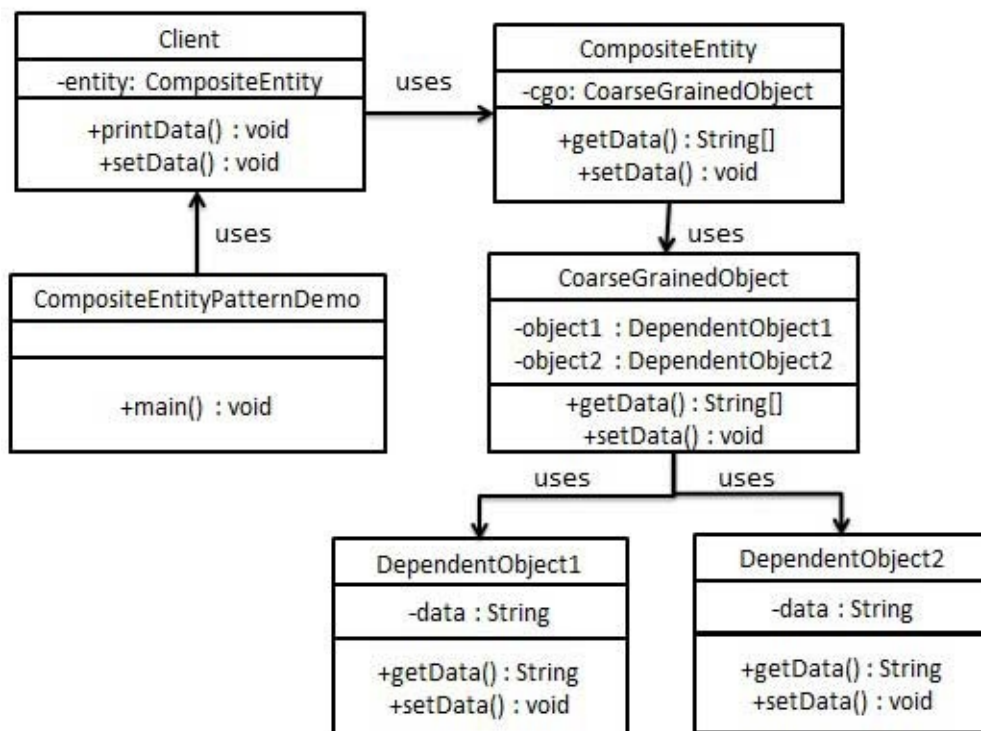 Client
-entity: CompositeEntity
+printData() : void
+setData() : void
uses
CompositeEntity
-cgo: CoarseGrainedObject
+getData() : String[]
+setData() : void
uses
uses
CompositeEntityPatternDemo
+main() : void
CoarseGrainedObject
-object1 : DependentObject1
-object2 : DependentObject2
+getData() : String[]
+setData() : void
uses
uses
DependentObject1
-data : String
+getData() : String
+setData() : void
DependentObject2
-data : String
+getData() : String
+setData() : void